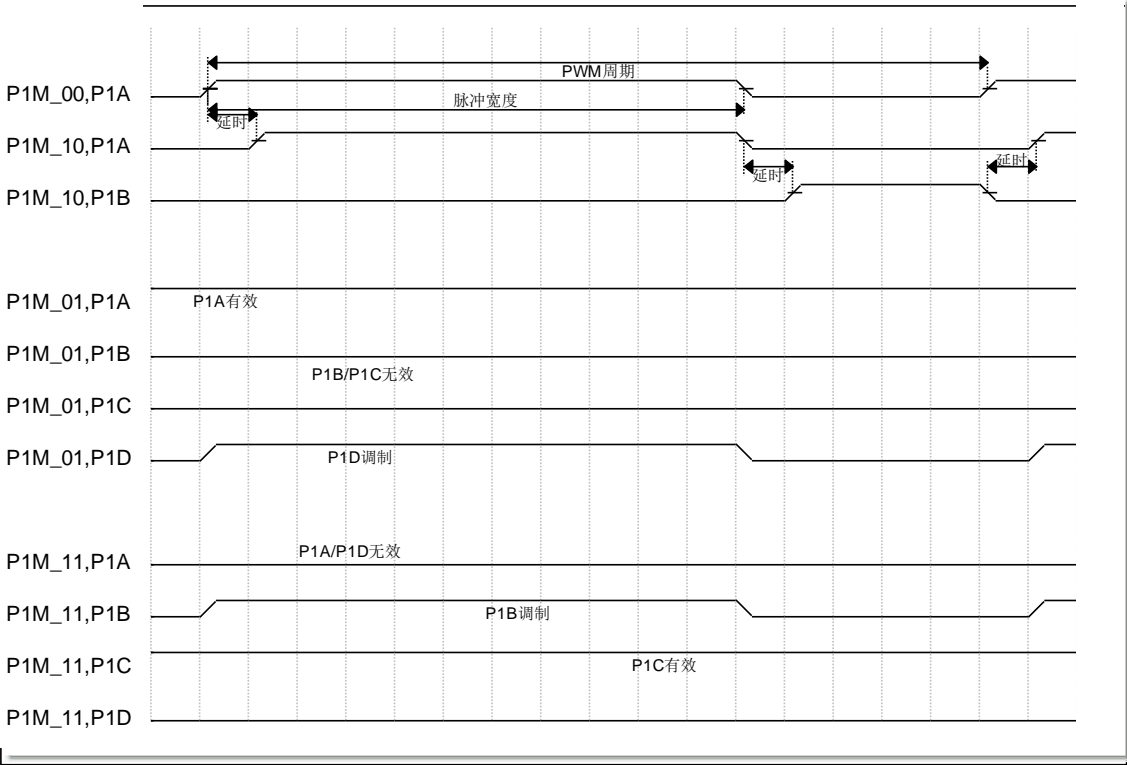 PWM周期
P1M_00,P1A
脉冲宽度
延时
P1M_10,P1A
延时
延时
P1M_10,P1B
P1M_01,P1A
P1A有效
P1M_01,P1B
P1B/P1C无效
P1M_01,P1C
P1M_01,P1D
P1D调制
P1A/P1D无效
P1M_11,P1A
P1M_11,P1B
P1B调制
P1M_11,P1C
P1C有效
P1M_11,P1D